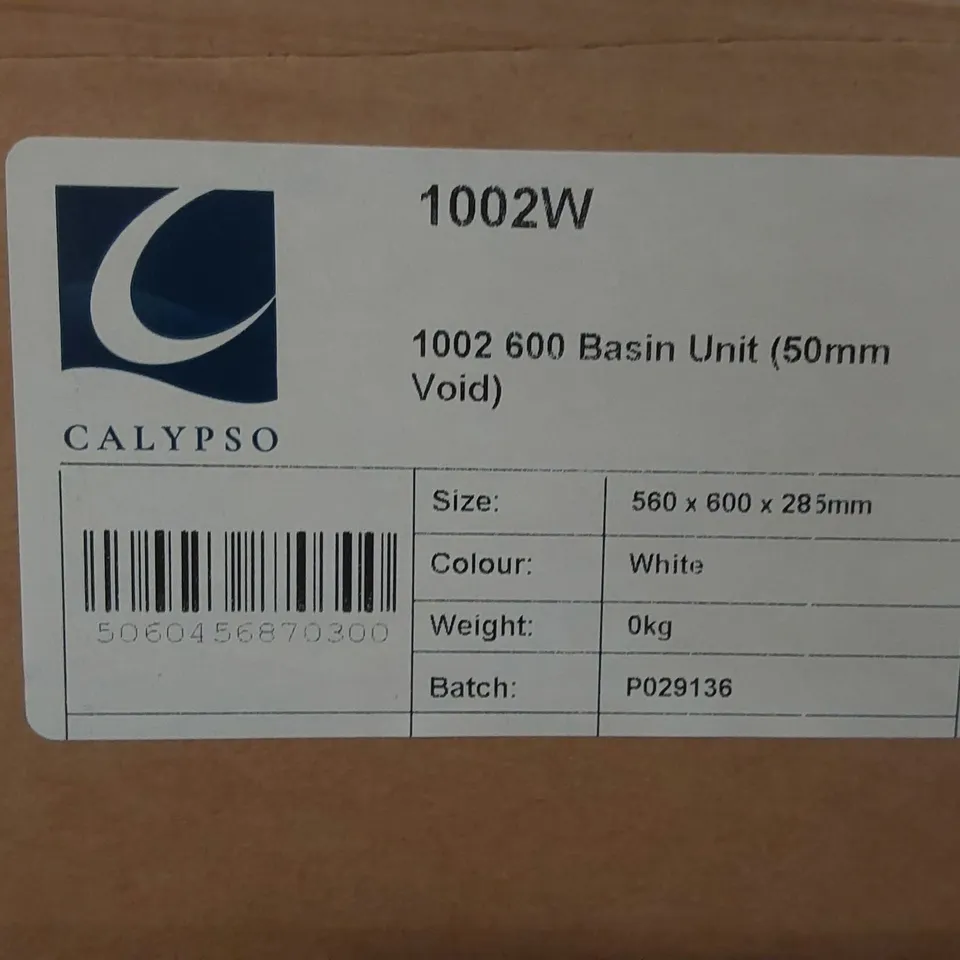 1002W
1002 600 Basin Unit (50mm
Void)
CALYPSO
Size: 560 x 600 x 285mm
Colour: White
Weight: 0kg
Batch: P029136
5060456870300